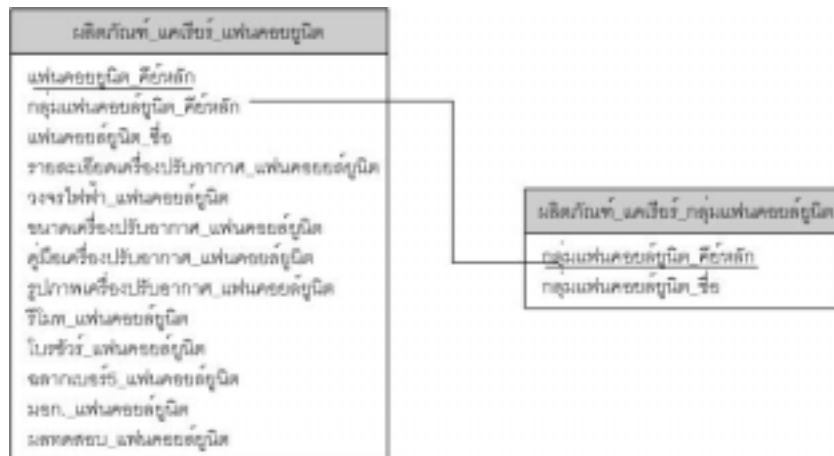 ผลิตภัณฑ์_แคเรียร์_แฟนคอยยูนิต
แฟนคอยยูนิต_คีย์หลัก
กลุ่มแฟนคอยล์ยูนิต_คีย์หลัก
แฟนคอยล์ยูนิต_ชื่อ
รายละเอียดเครื่องปรับอากาศ_แฟนคอยอล์ยูนิต
วงจรไฟฟ้า_แฟนคอยล์ยูนิต
ขนาดเครื่องปรับอากาศ_แฟนคอยล์ยูนิต
คู่มือเครื่องปรับอากาศ_แฟนคอยล์ยูนิต
รูปภาพเครื่องปรับอากาศ_แฟนคอยล์ยูนิต
รีโมท_แฟนคอยล์ยูนิต
โบรชัวร์_แฟนคอยล์ยูนิต
ฉลากเบอร์5_แฟนคอยล์ยูนิต
มอก._แฟนคอยล์ยูนิต
ผลทดสอบ_แฟนคอยล์ยูนิต
ผลิตภัณฑ์_แคเรียร์_กลุ่มแฟนคอยล์ยูนิต
กลุ่มแฟนคอยล์ยูนิต_คีย์หลัก
กลุ่มแฟนคอยล์ยูนิต_ชื่อ